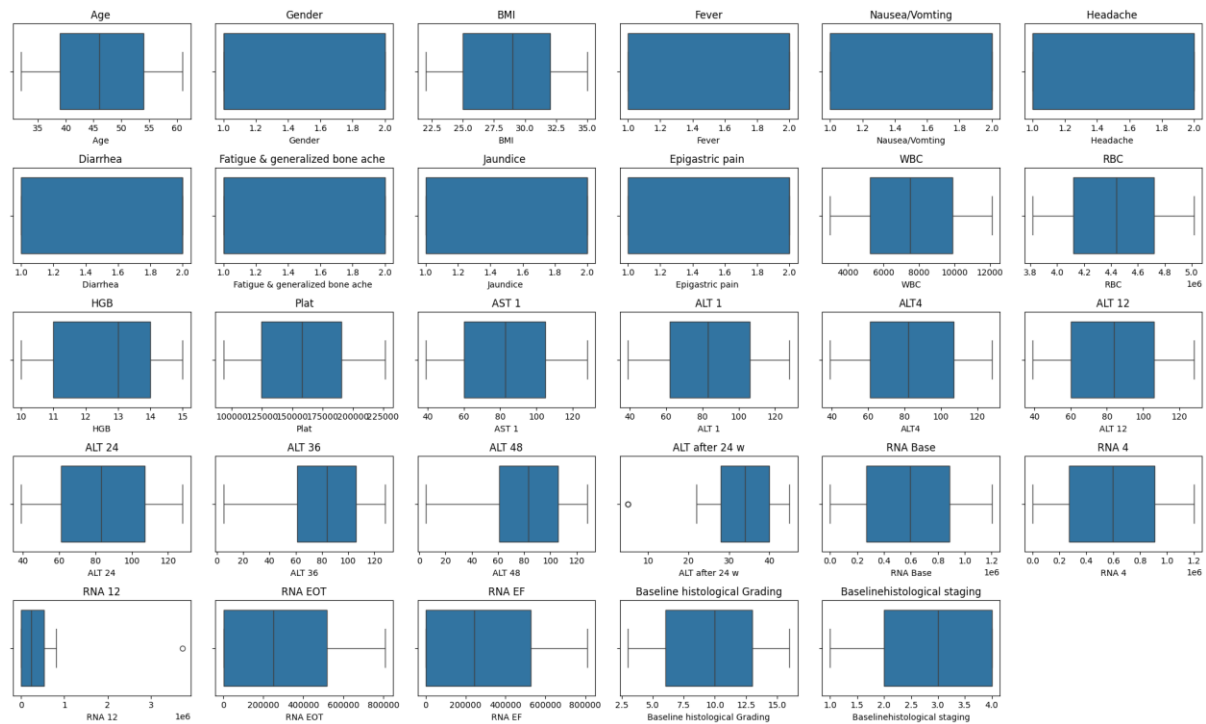 Age Gender BMI Fever Nausea/Vomting Headache
35 40 45 50 55 60 1.0 1.2 1.4 1.6 1.8 2.0 22.5 25.0 27.5 30.0 32.5 35.0 1.0 1.2 1.4 1.6 1.8 2.0 1.0 1.2 1.4 1.6 1.8 2.0 1.0 1.2 1.4 1.6 1.8 2.0
Age Gender BMI Fever Nausea/Vomting Headache
Diarrhea Fatigue & generalized bone ache Jaundice Epigastric pain WBC RBC
1.0 1.2 1.4 1.6 1.8 2.0 1.0 1.2 1.4 1.6 1.8 2.0 1.0 1.2 1.4 1.6 1.8 2.0 1.0 1.2 1.4 1.6 1.8 2.0 4000 6000 8000 10000 12000 3.8 4.0 4.2 4.4 4.6 4.8 5.0
Diarrhea Fatigue & generalized bone ache Jaundice Epigastric pain WBC RBC 1e6
HGB Plat AST 1 ALT 1 ALT4 ALT 12
10 11 12 13 14 15 100000 125000 150000 175000 200000 225000 40 60 80 100 120 40 60 80 100 120 40 60 80 100 120 40 60 80 100 120
HGB Plat AST 1 ALT 1 ALT4 ALT 12
ALT 24 ALT 36 ALT 48 ALT after 24 w RNA Base RNA 4
40 60 80 100 120 0 20 40 60 80 100 120 0 20 40 60 80 100 120 10 20 30 40 0.0 0.2 0.4 0.6 0.8 1.0 1.2 0.0 0.2 0.4 0.6 0.8 1.0 1.2
ALT 24 ALT 36 ALT 48 ALT after 24 w RNA Base 1e6 RNA 4 1e6
RNA 12 RNA EOT RNA EF Baseline histological Grading Baselinehistological staging
0 1 2 3 0 200000 400000 600000 800000 0 200000 400000 600000 800000 2.5 5.0 7.5 10.0 12.5 15.0 1.0 1.5 2.0 2.5 3.0 3.5 4.0
RNA 12 1e6 RNA EOT RNA EF Baseline histological Grading Baselinehistological staging